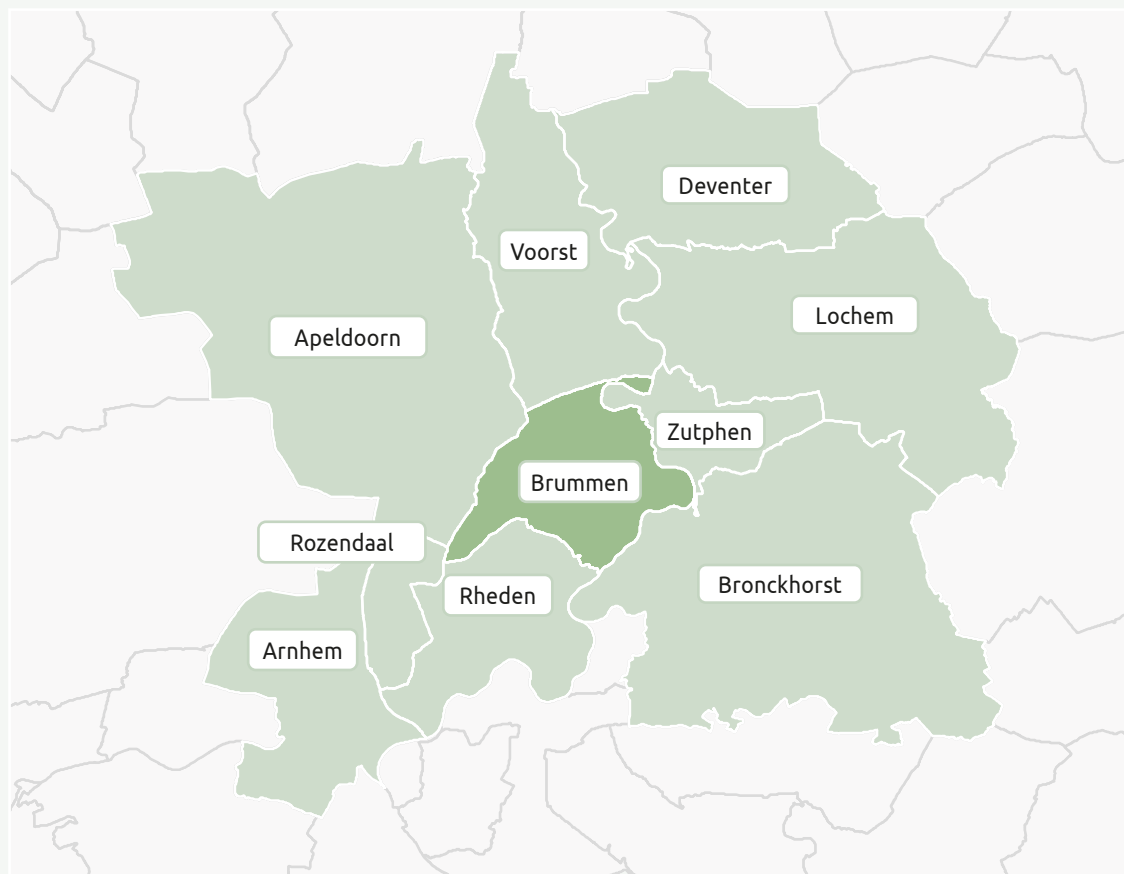 Deventer
Voorst
Lochem
Apeldoorn
Zutphen
Brummen
Rozendaal
Bronckhorst
Rheden
Arnhem